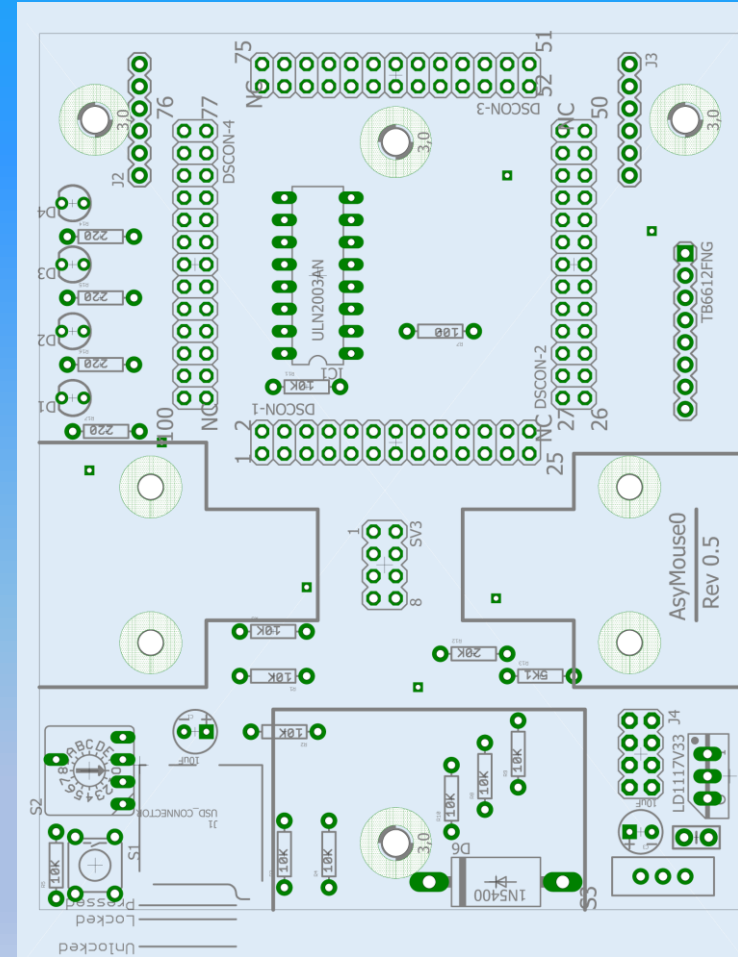 75
51
J3
76
77
NC
52
DSCON-3
NC
50
3,0
3,0
3,0
J2
DSCON-4
D4
220
D3
220
ULN2003AN
TB6612FNG
D2
100
220
IC1
10K
D1
DSCON-1
DSCON-2
220
100
NC
1
2
NC
25
27
26
1
SV3
8
AsyMouse0
Rev 0.5
10K
20K
10K
5K1
10uF
10K
J4
LD1117V33
10K
10K
10K
10uF
S2
USD_CONNECTOR
J1
S1
10K
10K
10K
3,0
D6
1N5400
S3
Pressed
Locked
Unlocked